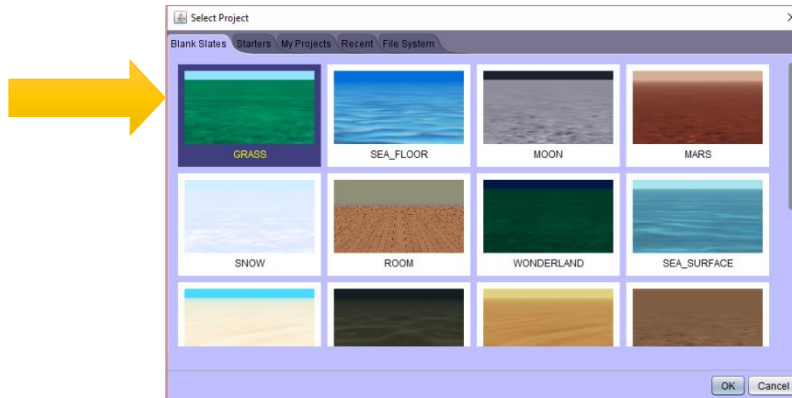 Select Project
Blank Slates Starters My Projects Recent File System
GRASS SEA_FLOOR MOON MARS
SNOW ROOM WONDERLAND SEA_SURFACE
OK Cancel